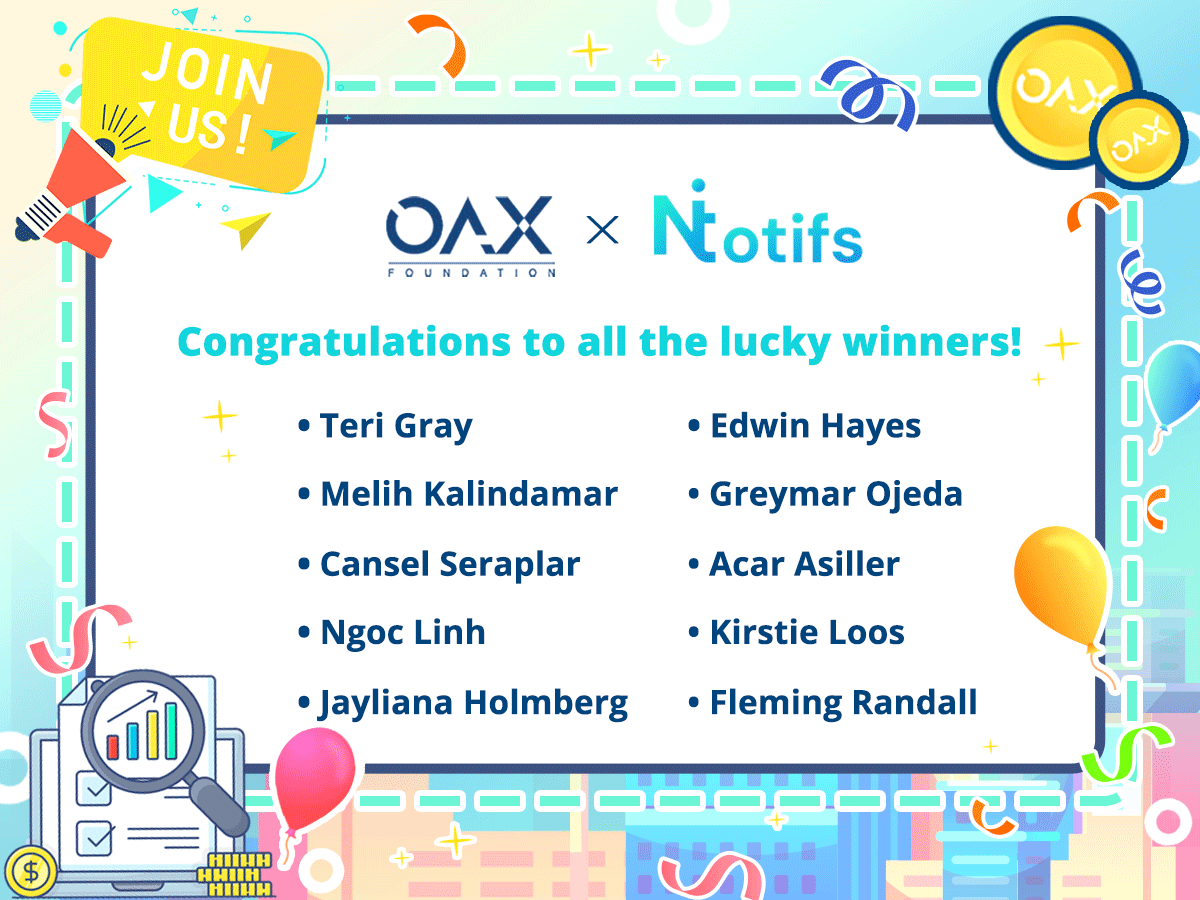 JOIN
US!
OAX
OAX
OAX
FOUNDATION
×
Notifs
Congratulations to all the lucky winners!
• Teri Gray
• Melih Kalindamar
• Cansel Seraplar
• Ngoc Linh
• Jayliana Holmberg
• Edwin Hayes
• Greymar Ojeda
• Acar Asiller
• Kirstie Loos
• Fleming Randall
$